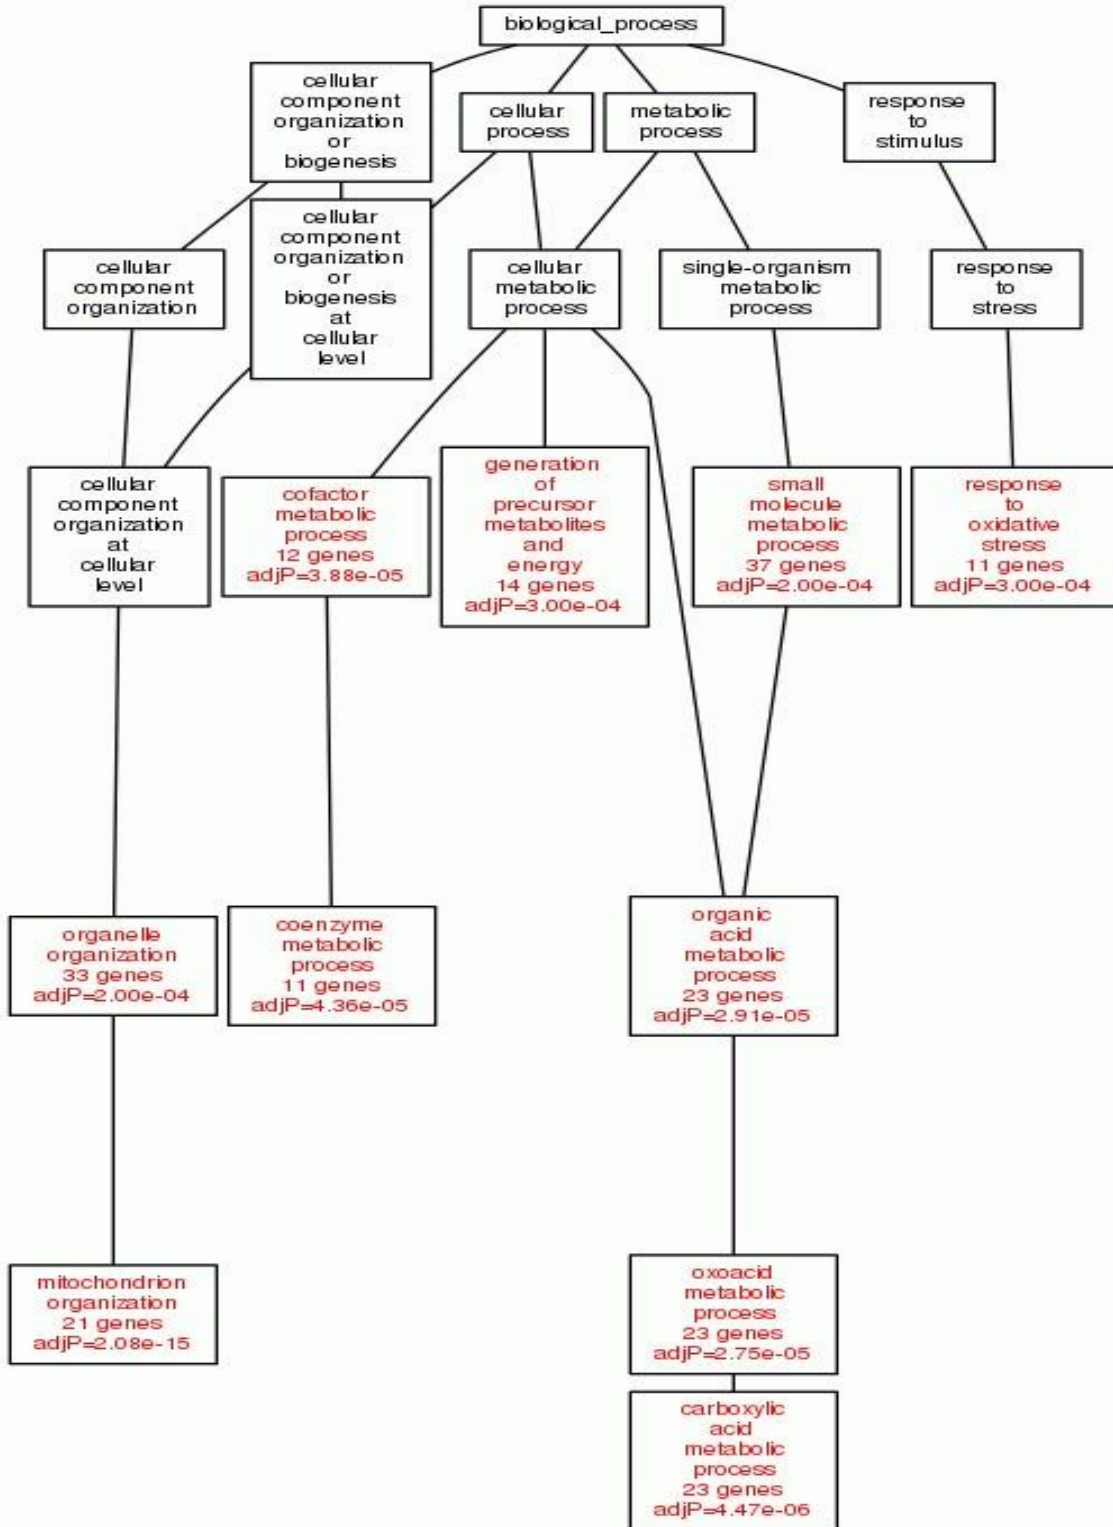 biological_process
cellular
component
organization
or
biogenesis
cellular
process
metabolic
process
response
to
stimulus
cellular
component
organization
cellular
component
organization
or
biogenesis
at
cellular
level
cellular
metabolic
process
single-organism
metabolic
process
response
to
stress
cellular
component
organization
at
cellular
level
cofactor
metabolic
process
12 genes
adjP=3.88e-05
generation
of
precursor
metabolites
and
energy
14 genes
adjP=3.00e-04
small
molecule
metabolic
process
37 genes
adjP=2.00e-04
response
to
oxidative
stress
11 genes
adjP=3.00e-04
organelle
organization
33 genes
adjP=2.00e-04
coenzyme
metabolic
process
11 genes
adjP=4.36e-05
organic
acid
metabolic
process
23 genes
adjP=2.91e-05
mitochondrion
organization
21 genes
adjP=2.08e-15
oxoacid
metabolic
process
23 genes
adjP=2.75e-05
carboxylic
acid
metabolic
process
23 genes
adjP=4.47e-06